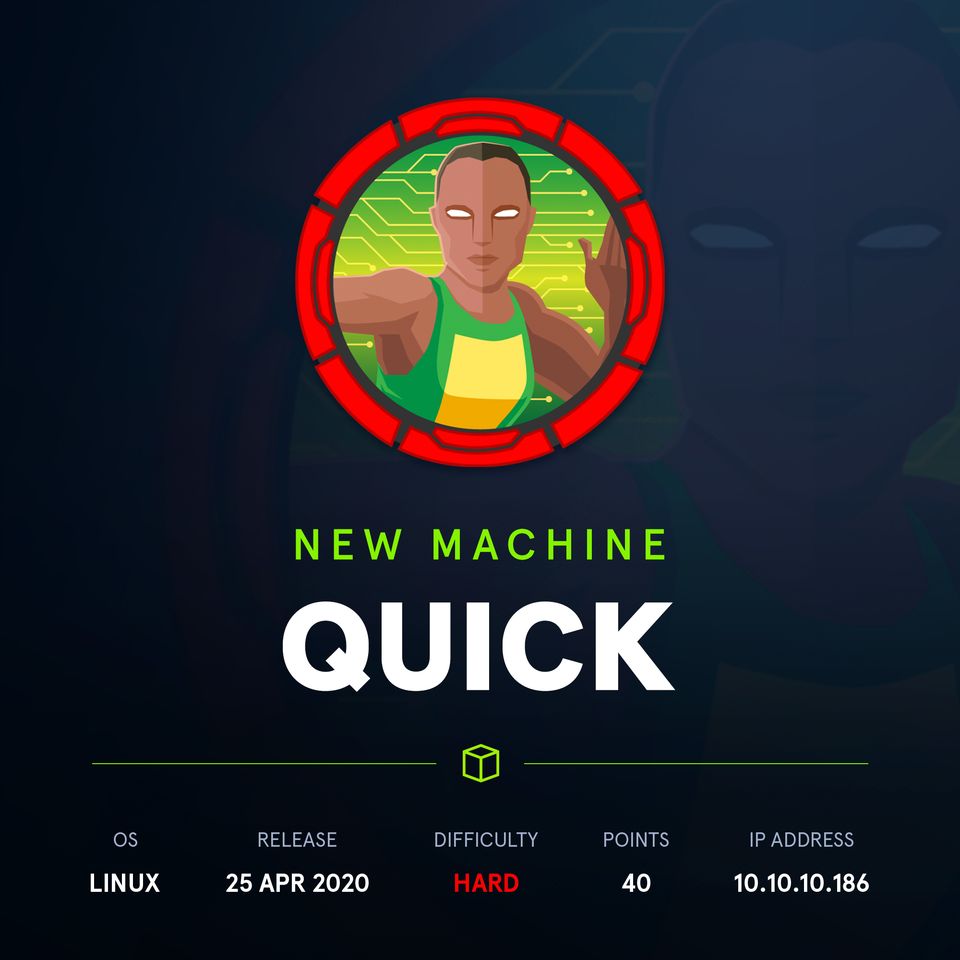 NEW MACHINE
QUICK
OS RELEASE DIFFICULTY POINTS IP ADDRESS
LINUX 25 APR 2020 HARD 40 10.10.10.186